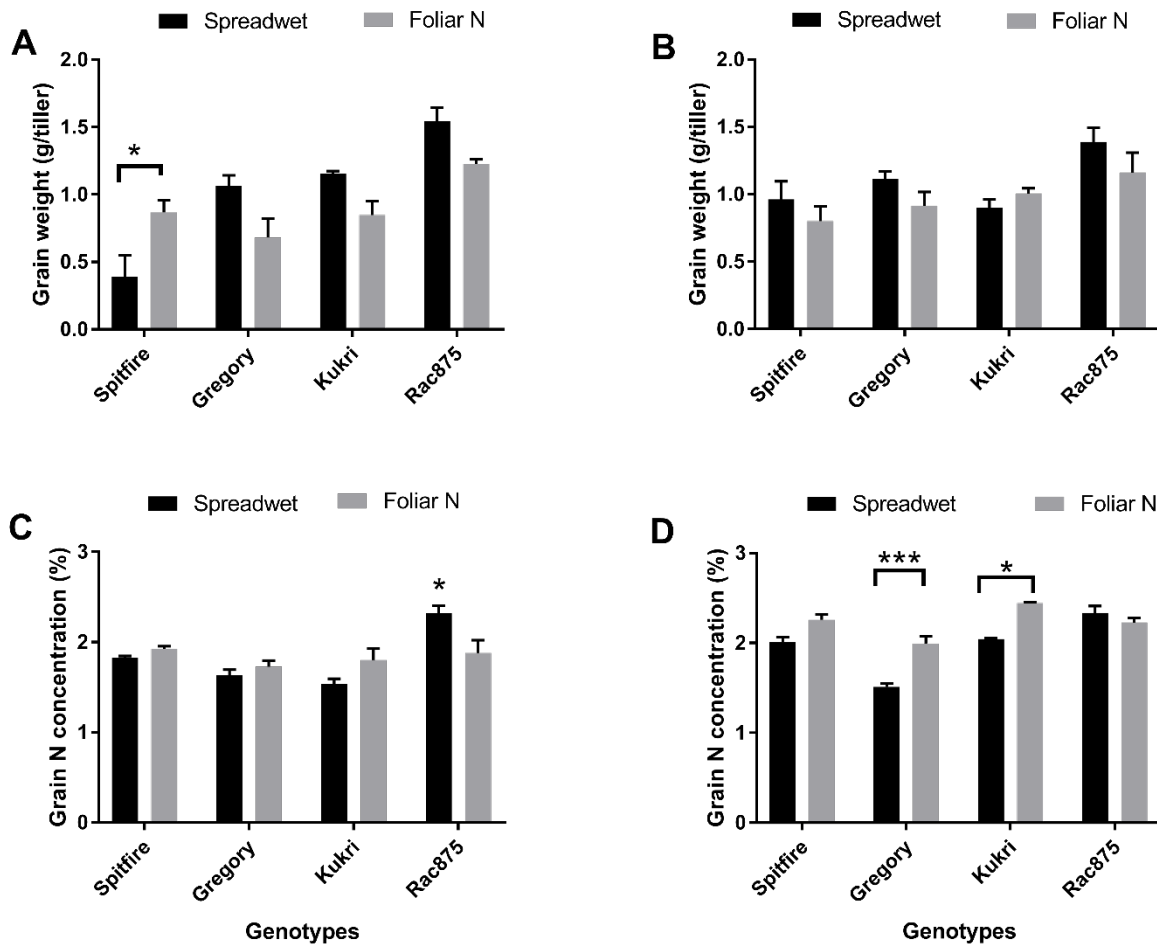 A
Spreadwet Foliar N
Grain weight (g/tiller)
2.0
1.5
1.0
0.5
0.0
*
Spitfire
Gregory
Kukri
Rac875
B
Spreadwet Foliar N
Grain weight (g/tiller)
2.0
1.5
1.0
0.5
0.0
Spitfire
Gregory
Kukri
Rac875
C
Spreadwet Foliar N
Grain N concentration (%)
3
2
1
0
*
Spitfire
Gregory
Kukri
Rac875
Genotypes
D
Spreadwet Foliar N
Grain N concentration (%)
3
2
1
0
***
*
Spitfire
Gregory
Kukri
Rac875
Genotypes